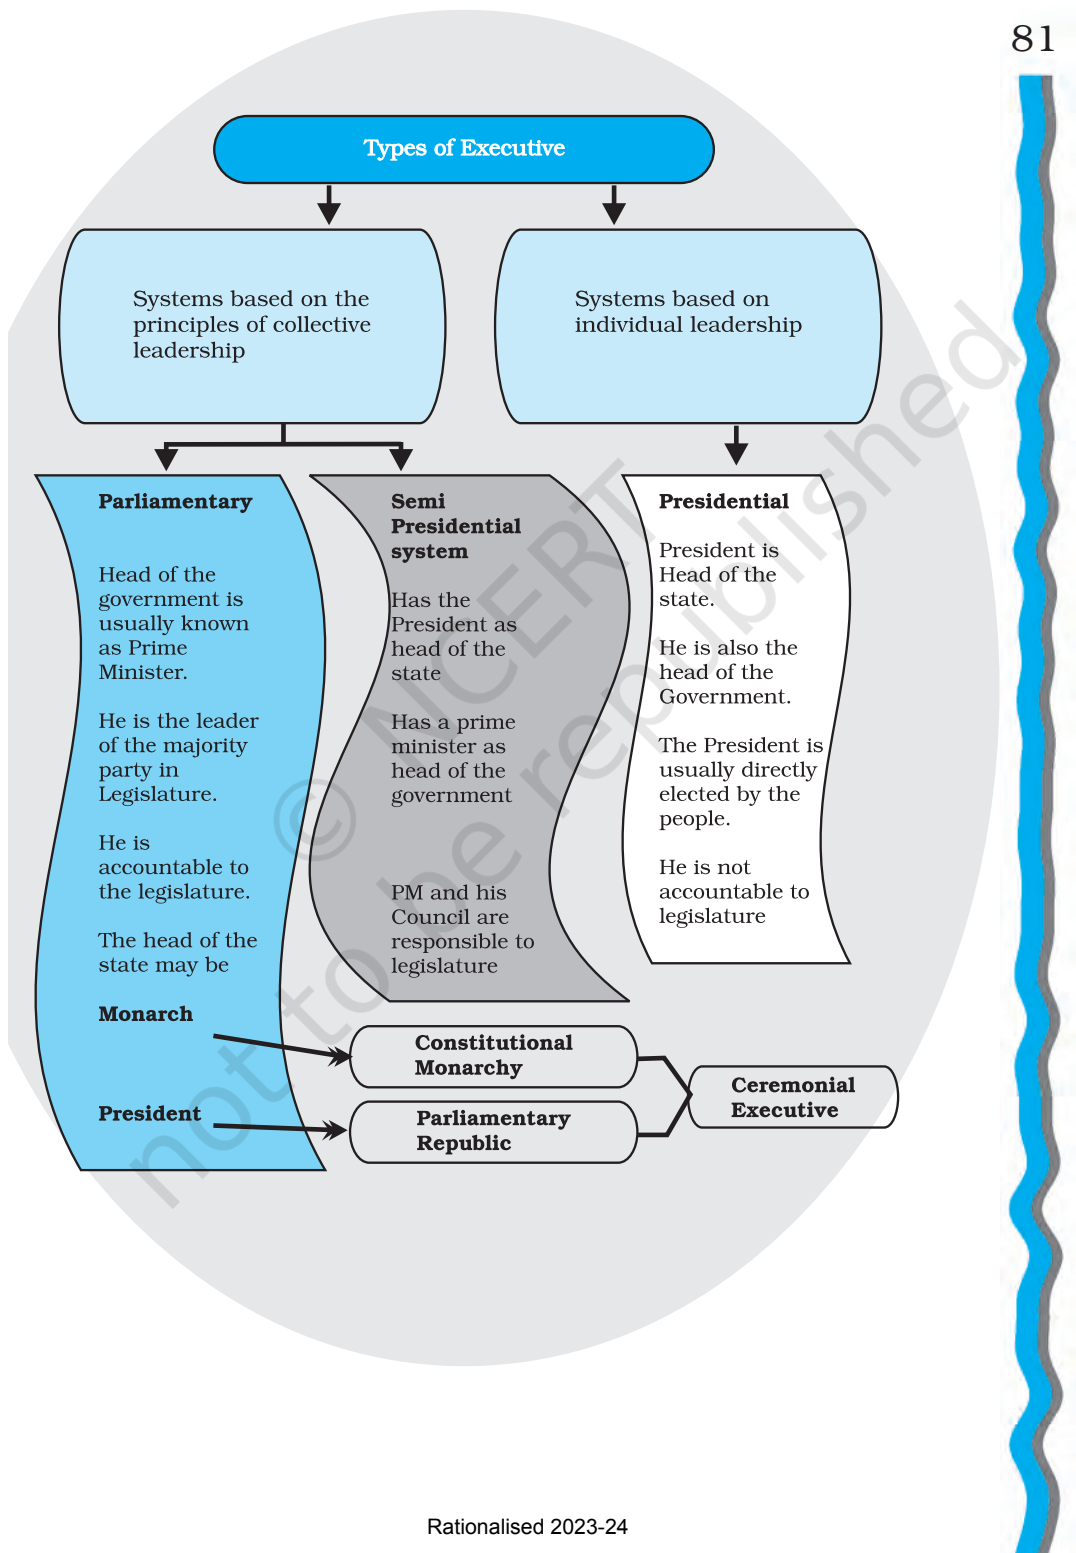 81
Types of Executive
Systems based on the
principles of collective
leadership
Systems based on
individual leadership
Parliamentary
Head of the
government is
usually known
as Prime
Minister.
He is the leader
of the majority
party in
Legislature.
He is
accountable to
the legislature.
The head of the
state may be
Monarch
President
Semi
Presidential
system
Has the
President as
head of the
state
Has a prime
minister as
head of the
government
PM and his
Council are
responsible to
legislature
Presidential
President is
Head of the
state.
He is also the
head of the
Government.
The President is
usually directly
elected by the
people.
He is not
accountable to
legislature
Constitutional
Monarchy
Parliamentary
Republic
Ceremonial
Executive
© NCERT
not to be republished
Rationalised 2023-24